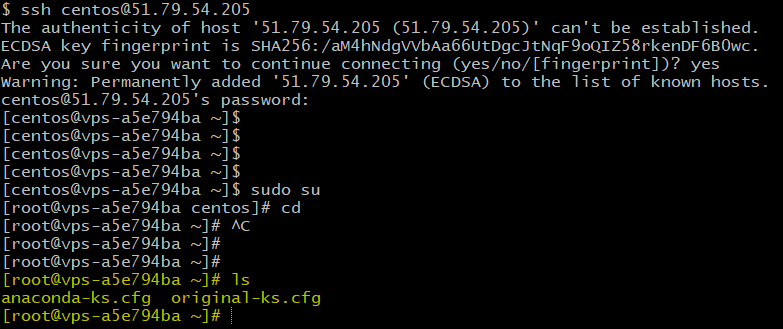 $ ssh centos@51.79.54.205
The authenticity of host '51.79.54.205 (51.79.54.205)' can't be established.
ECDSA key fingerprint is SHA256:/aM4hNdgVVbAa66UtDgcJtNqF9oQIZ58rkenDF6B0wc.
Are you sure you want to continue connecting (yes/no/[fingerprint])? yes
Warning: Permanently added '51.79.54.205' (ECDSA) to the list of known hosts.
centos@51.79.54.205's password:
[centos@vps-a5e794ba ~]$
[centos@vps-a5e794ba ~]$
[centos@vps-a5e794ba ~]$
[centos@vps-a5e794ba ~]$
[centos@vps-a5e794ba ~]$ sudo su
[root@vps-a5e794ba centos]# cd
[root@vps-a5e794ba ~]# ^C
[root@vps-a5e794ba ~]#
[root@vps-a5e794ba ~]#
[root@vps-a5e794ba ~]# ls
anaconda-ks.cfg  original-ks.cfg
[root@vps-a5e794ba ~]#